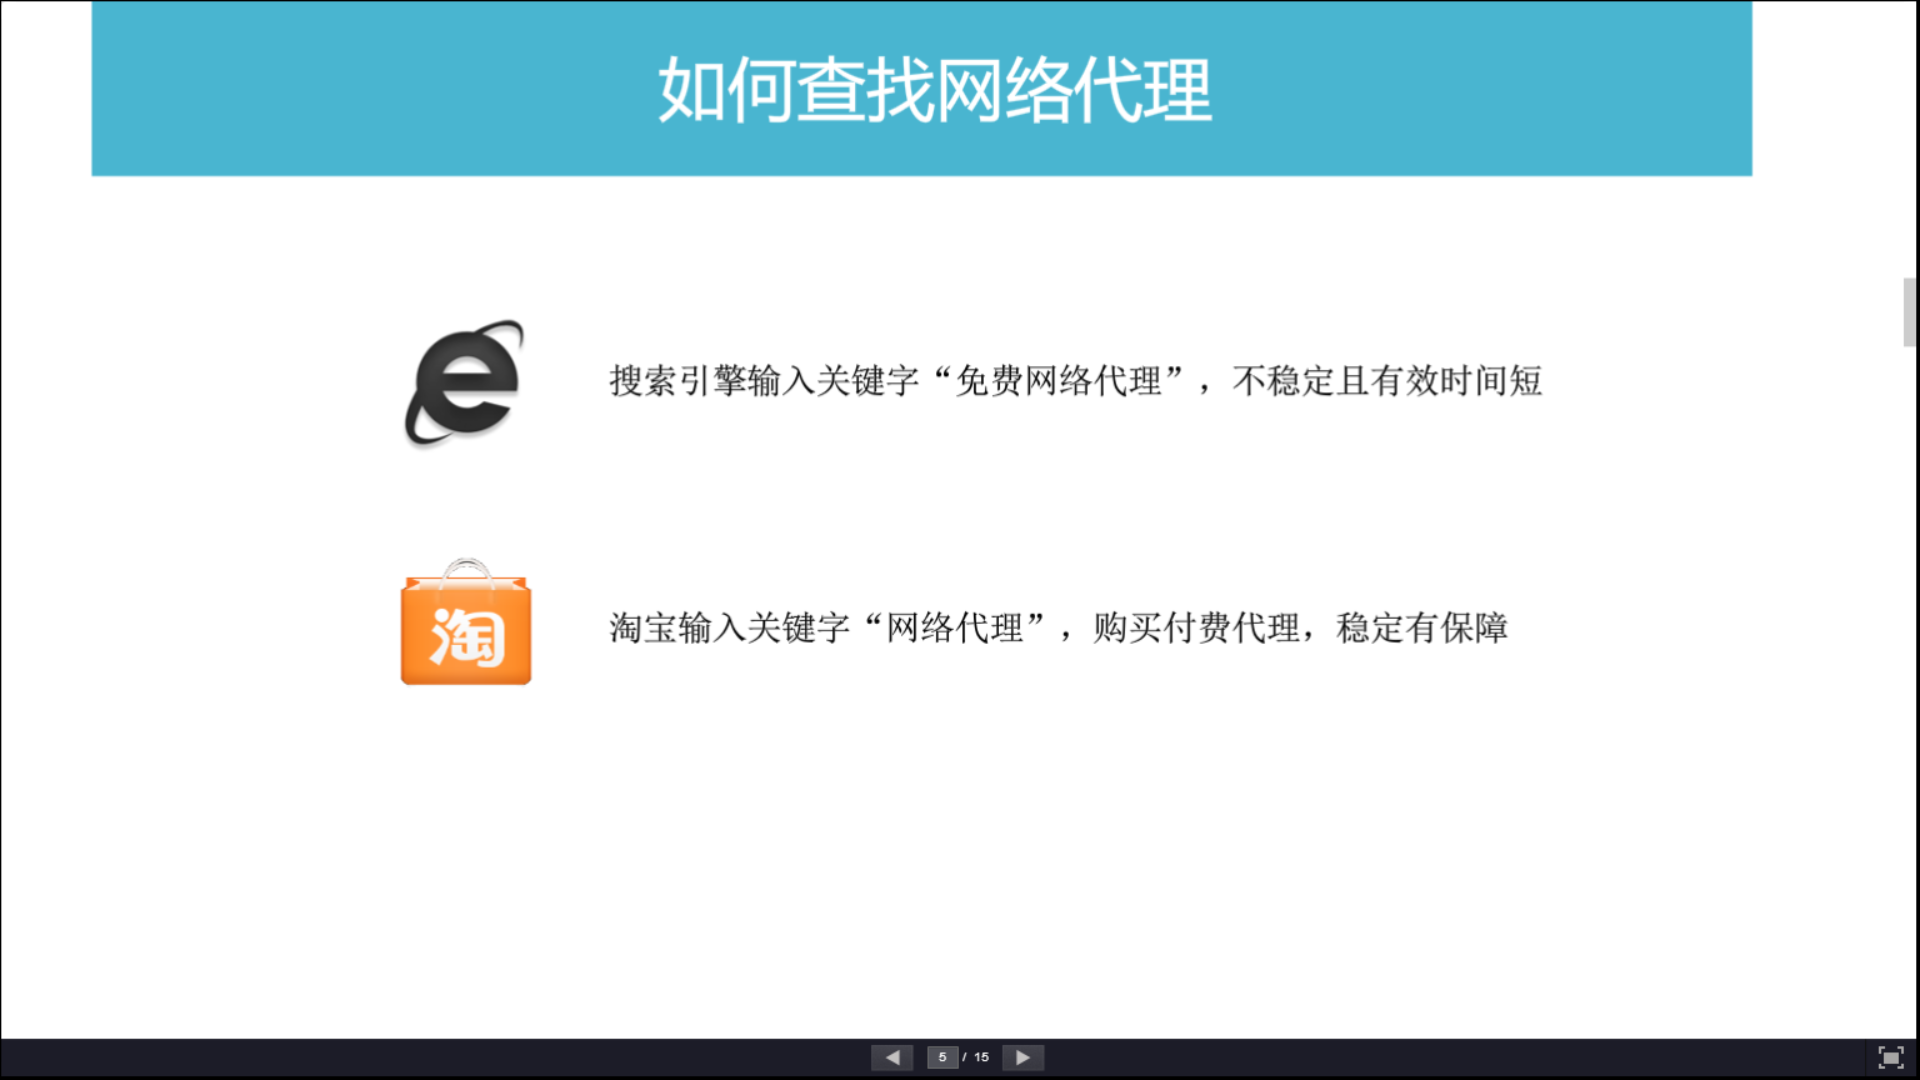 如何查找网络代理
搜索引擎输入关键字“免费网络代理”，不稳定且有效时间短
淘
淘宝输入关键字“网络代理”，购买付费代理，稳定有保障
5 / 15